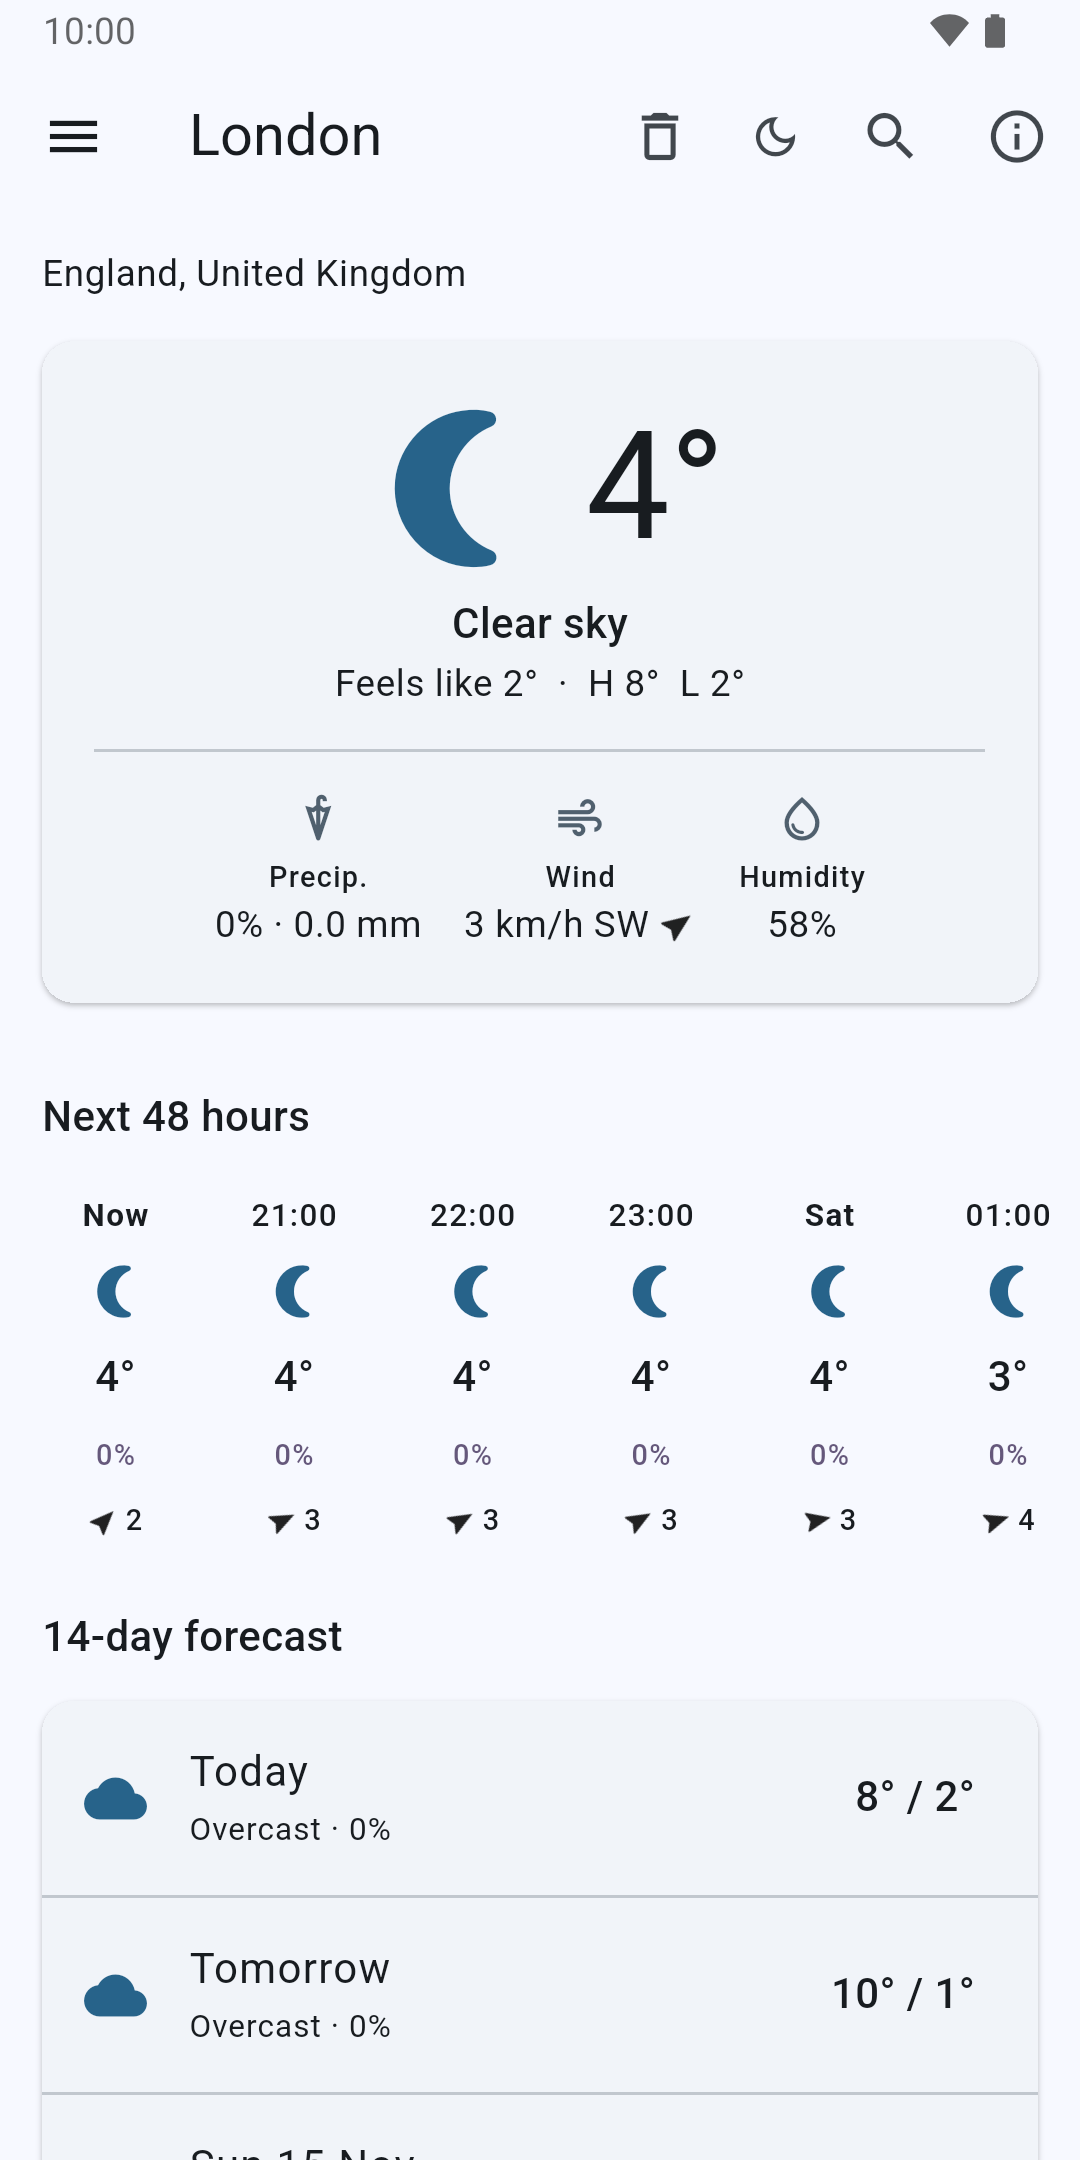 10:00
London
England, United Kingdom
4°
Clear sky
Feels like 2° · H 8° L 2°
Precip. Wind Humidity
0% · 0.0 mm 3 km/h SW 58%
Next 48 hours
Now 21:00 22:00 23:00 Sat 01:00
4° 4° 4° 4° 4° 3°
0% 0% 0% 0% 0% 0%
2 3 3 3 3 4
14-day forecast
Today
8° / 2°
Overcast · 0%
Tomorrow
10° / 1°
Overcast · 0%
Sun 15 Nov